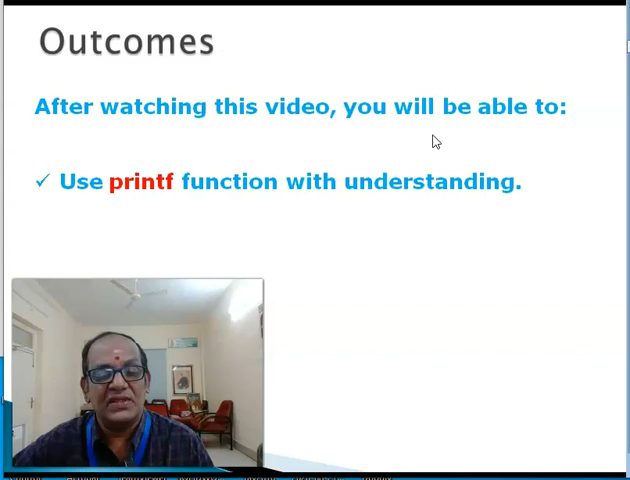 Outcomes
After watching this video, you will be able to:
✓ Use printf function with understanding.